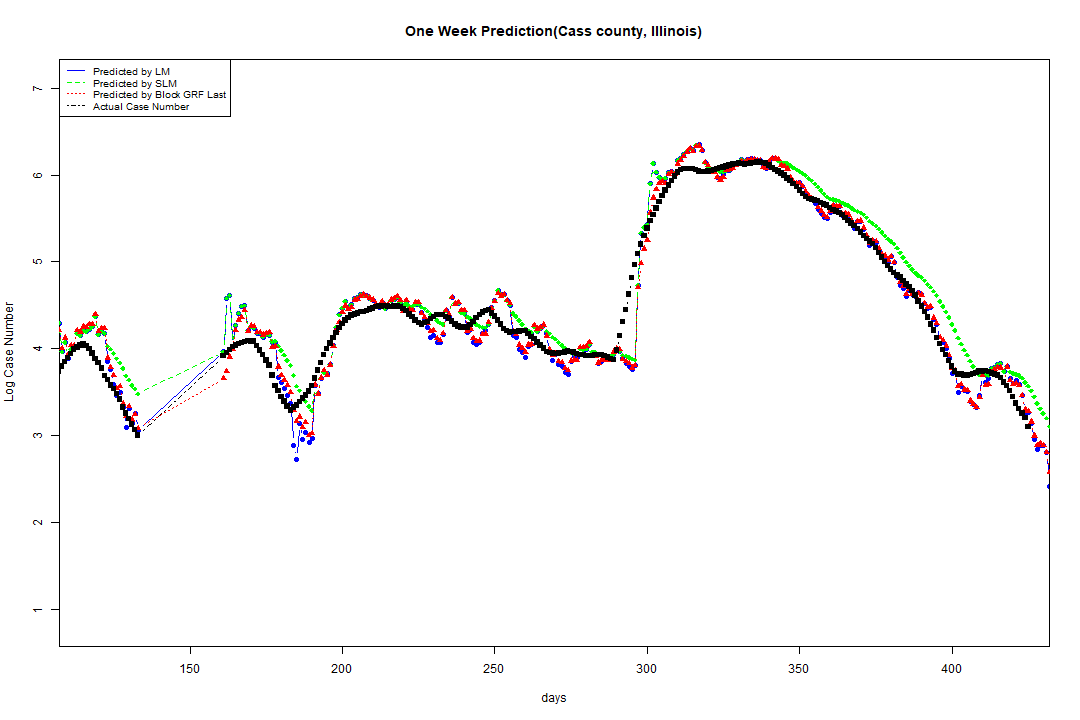 One Week Prediction(Cass county, Illinois)
Predicted by LM
Predicted by SLM
Predicted by Block GRF Last
Actual Case Number
7
6
5
4
3
2
1
Log Case Number
150 200 250 300 350 400
days